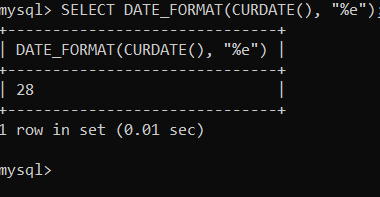 mysql> SELECT DATE_FORMAT(CURDATE(), "%e");
+------------------------------+
| DATE_FORMAT(CURDATE(), "%e") |
+------------------------------+
| 28                           |
+------------------------------+
1 row in set (0.01 sec)
mysql>